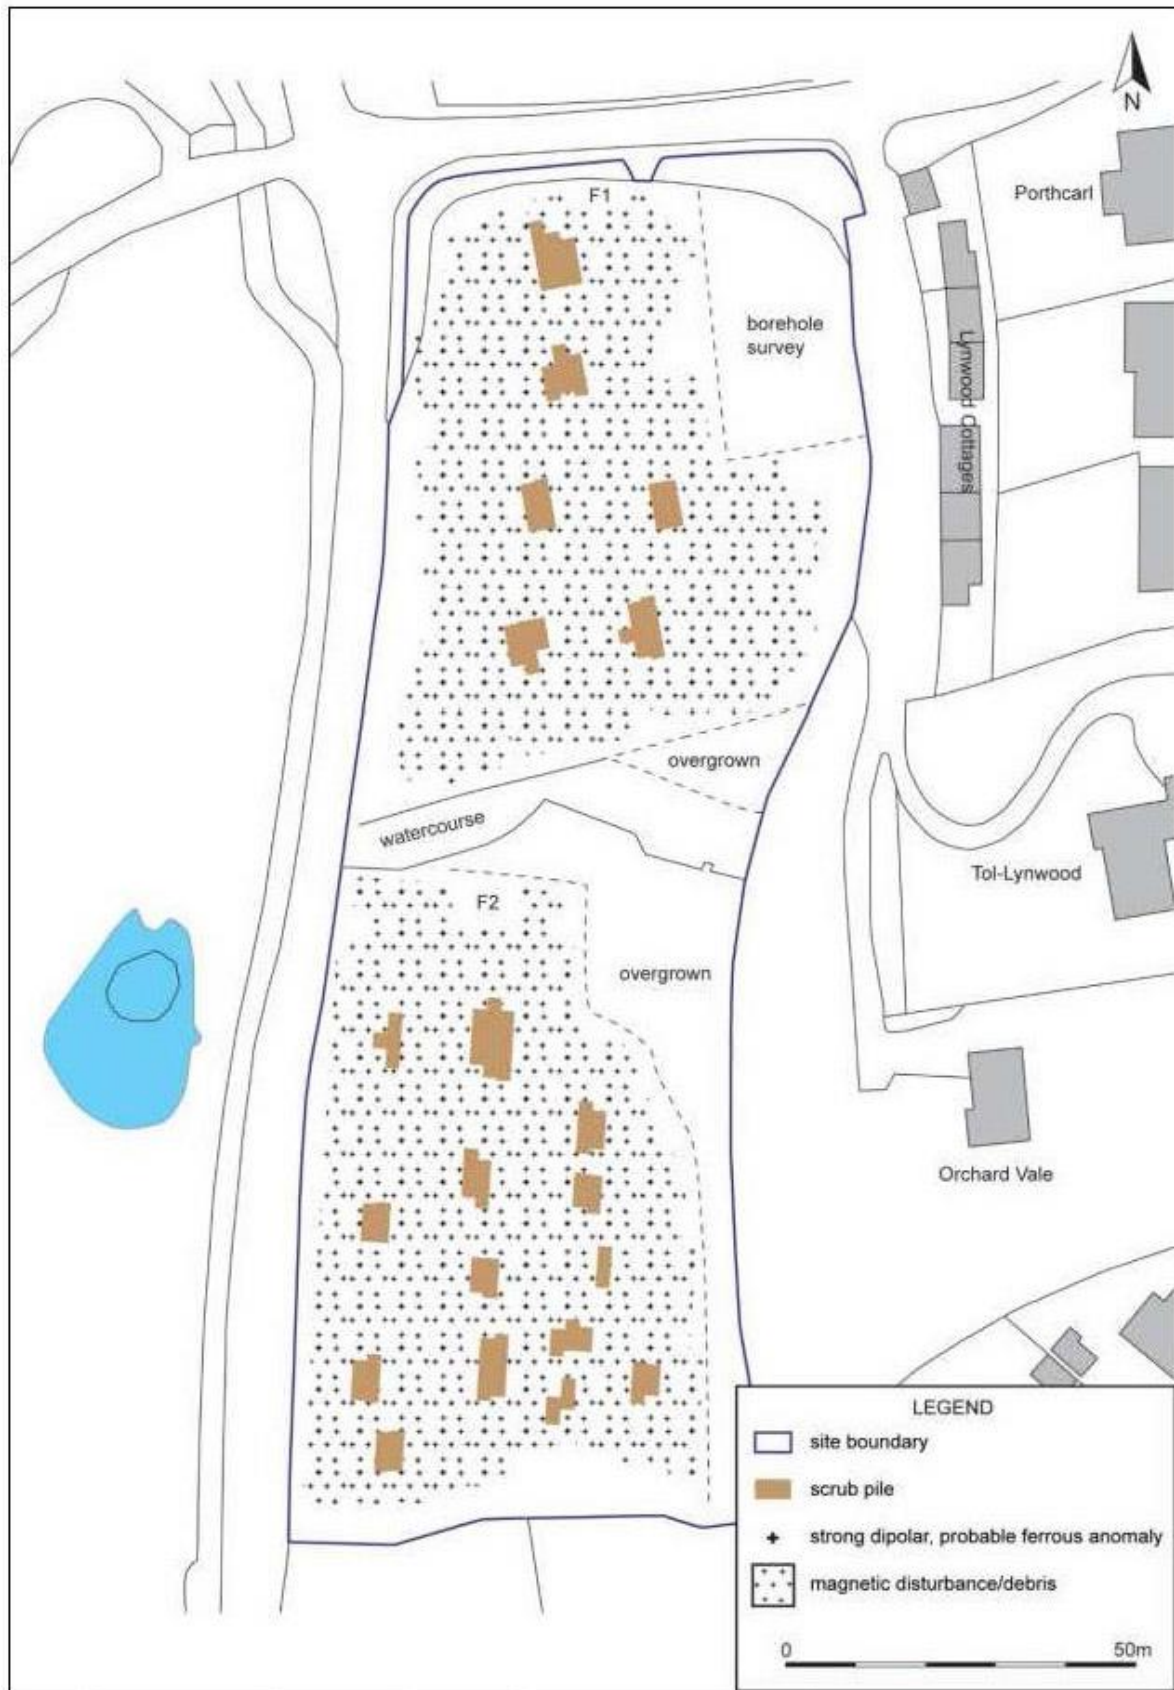 N
F1
Porthcarl
borehole
survey
Lynwood Cottages
overgrown
watercourse
Tol-Lynwood
F2
overgrown
Orchard Vale
LEGEND
site boundary
scrub pile
strong dipolar, probable ferrous anomaly
magnetic disturbance/debris
0 50m